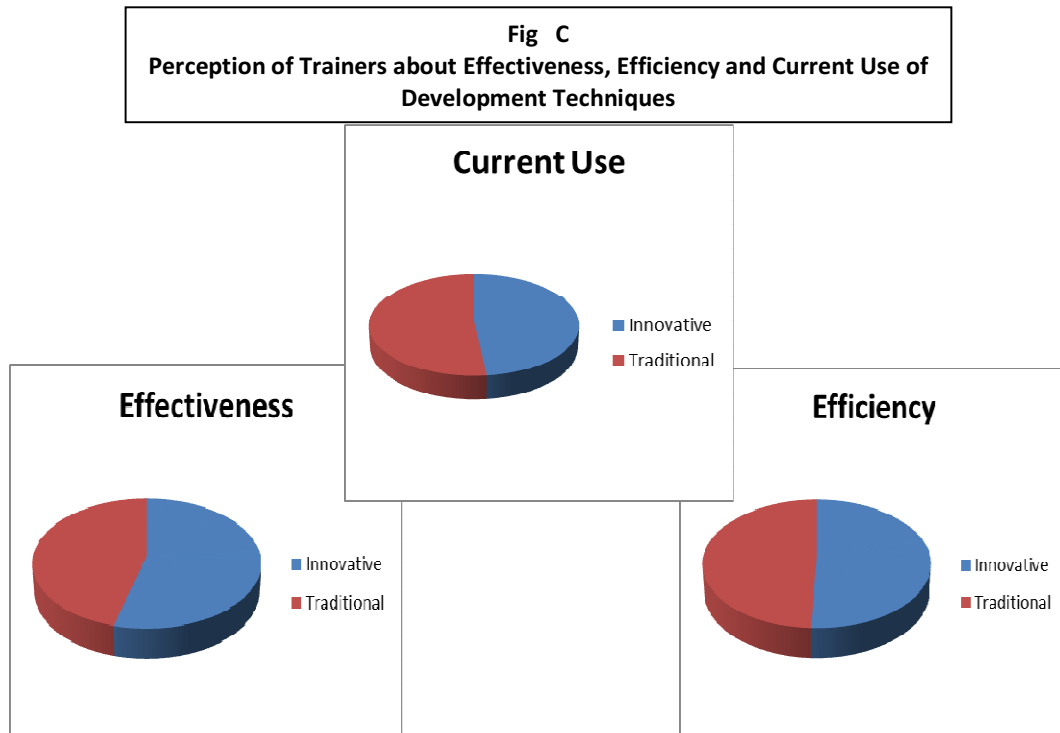 Fig C
Perception of Trainers about Effectiveness, Efficiency and Current Use of
Development Techniques
Current Use
Innovative
Traditional
Effectiveness
Innovative
Traditional
Efficiency
Innovative
Traditional